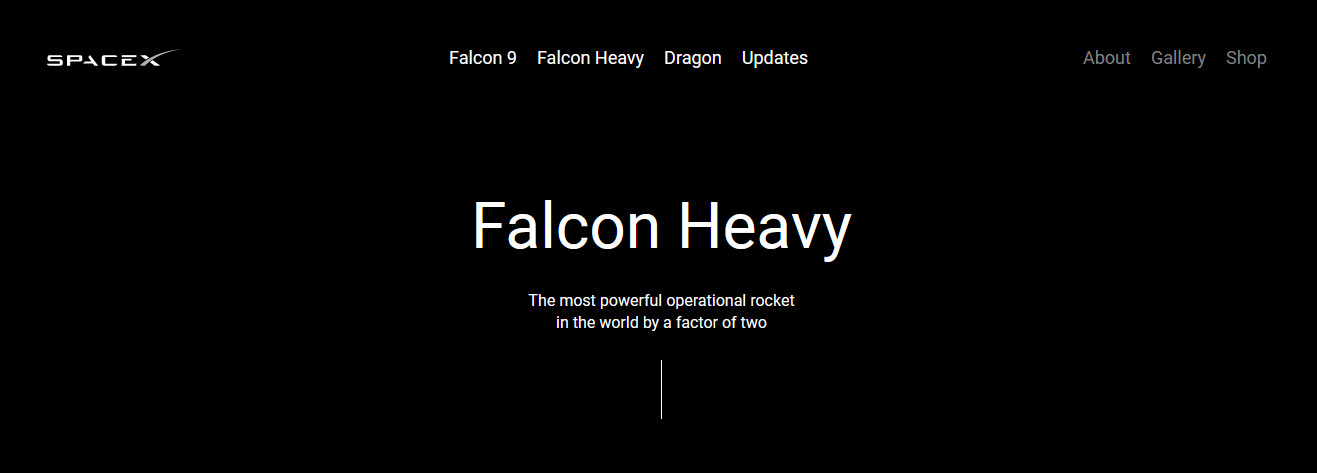 SPACEX
Falcon 9 Falcon Heavy Dragon Updates
About Gallery Shop
Falcon Heavy
The most powerful operational rocket
in the world by a factor of two